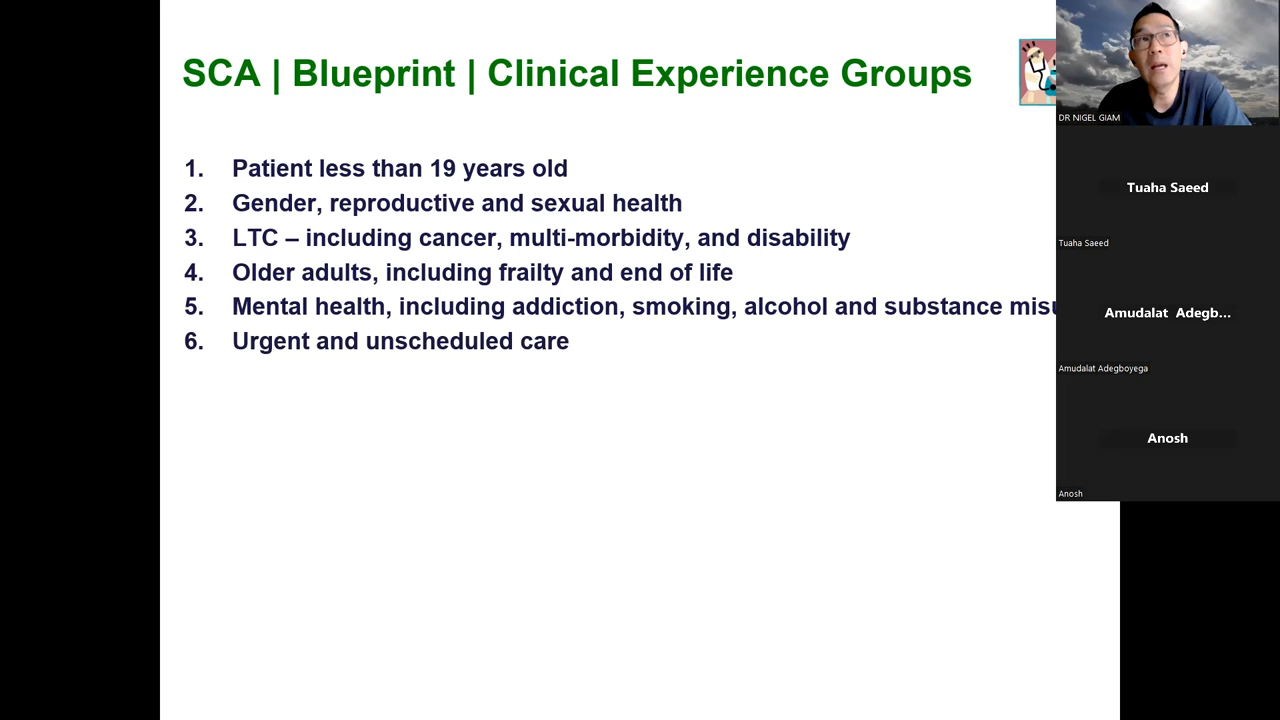 SCA | Blueprint | Clinical Experience Groups
1. Patient less than 19 years old
2. Gender, reproductive and sexual health
3. LTC – including cancer, multi-morbidity, and disability
4. Older adults, including frailty and end of life
5. Mental health, including addiction, smoking, alcohol and substance
6. Urgent and unscheduled care
DR NIGEL GIAM
Tuaha Saeed
Tuaha Saeed
Amudalat Adegb...
Amudalat Adegboyega
Anosh
Anosh